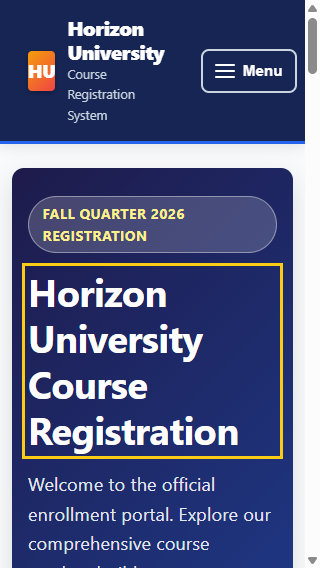 HU
Horizon
University
Course
Registration
System
Menu
FALL QUARTER 2026
REGISTRATION
Horizon
University
Course
Registration
Welcome to the official
enrollment portal. Explore our
comprehensive course